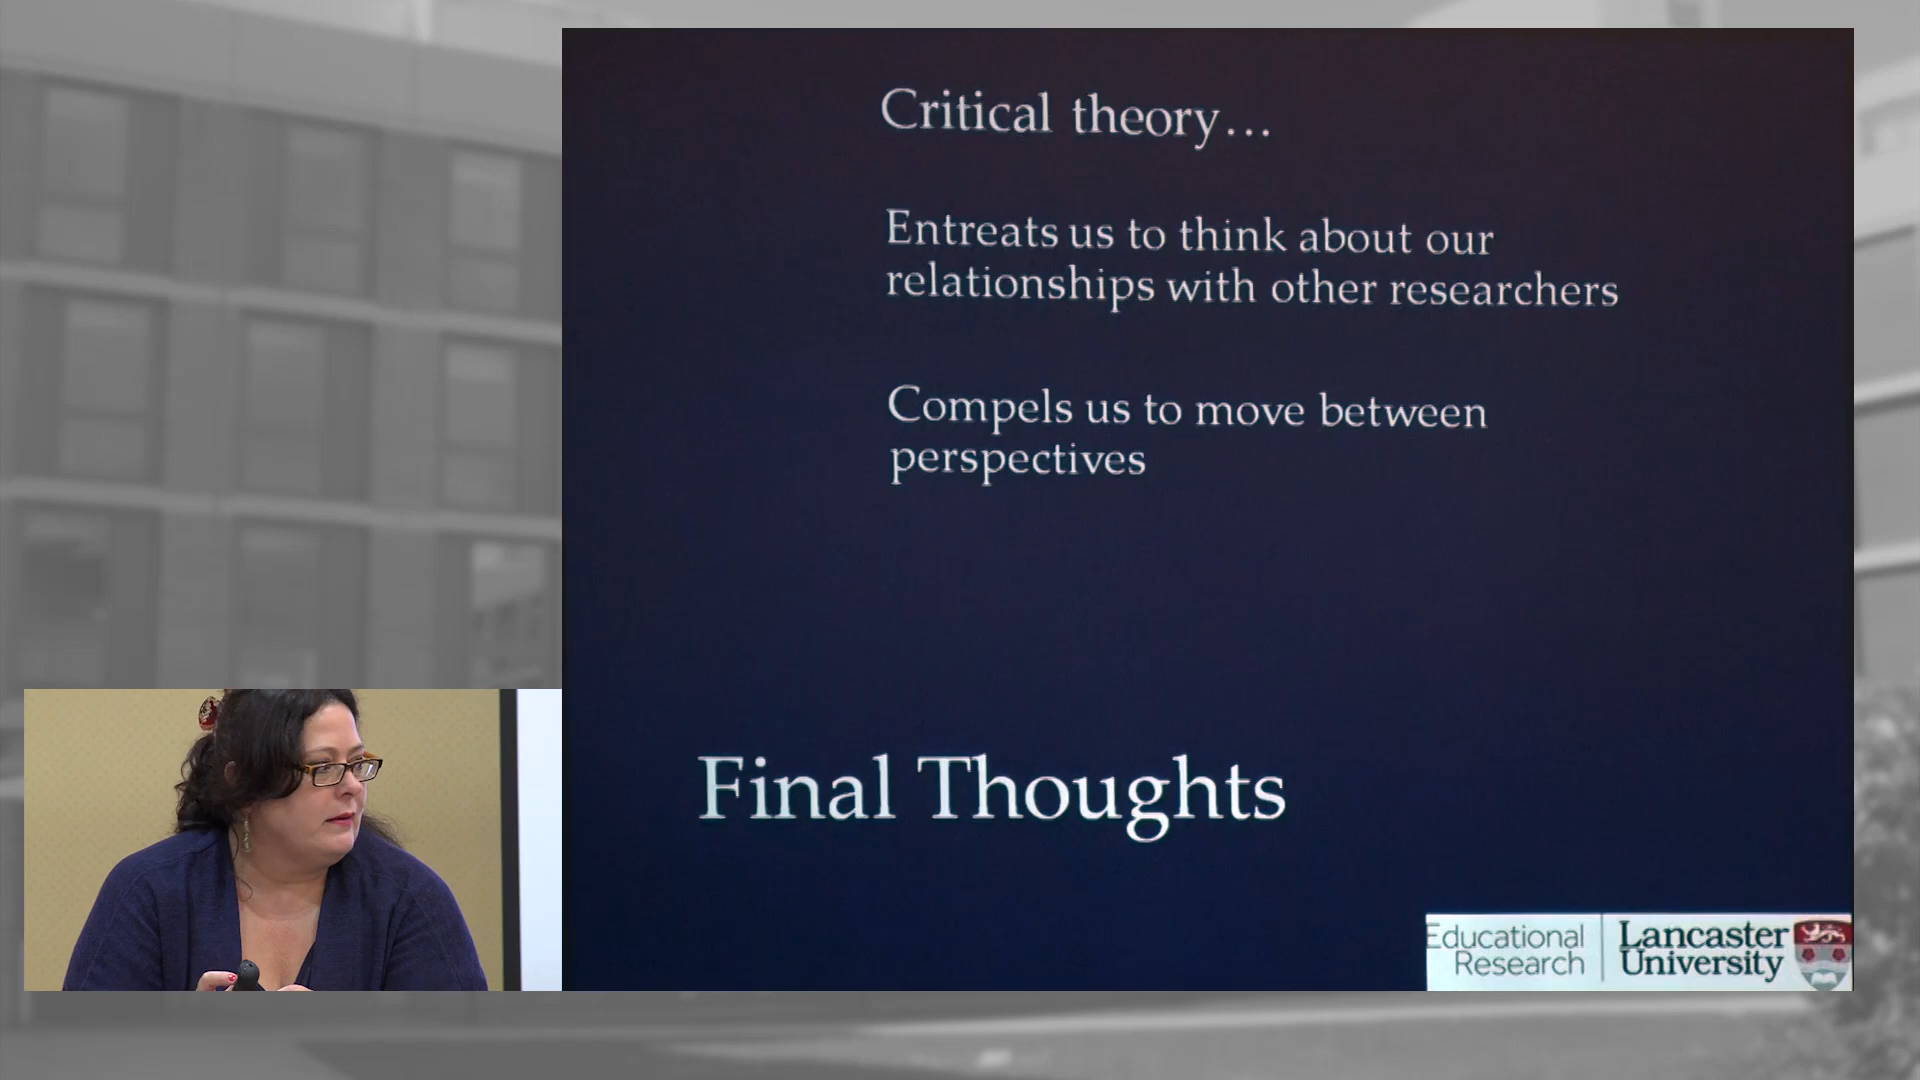 Critical theory...
Entreats us to think about our
relationships with other researchers
Compels us to move between
perspectives
Final Thoughts
Educational
Research
Lancaster
University